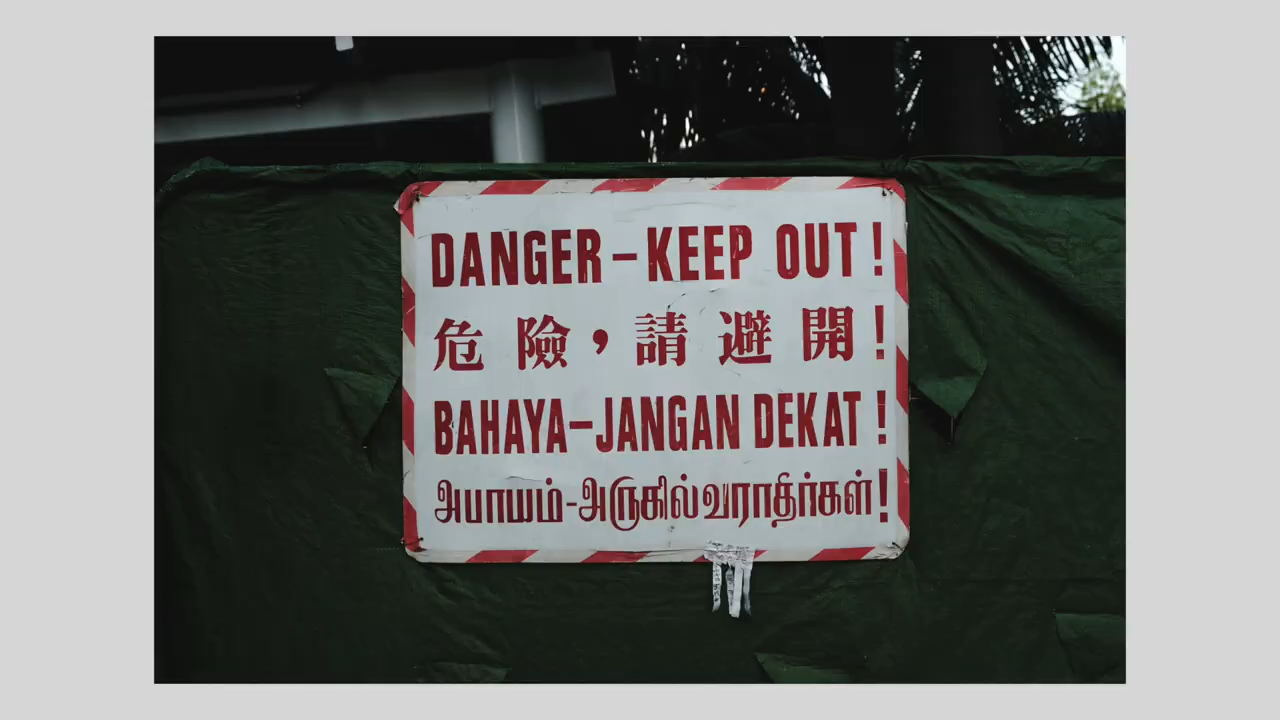 DANGER – KEEP OUT !
危 險 , 請 避 開 !
BAHAYA – JANGAN DEKAT !
அபாயம் - அருகில் வராதீர்கள் !